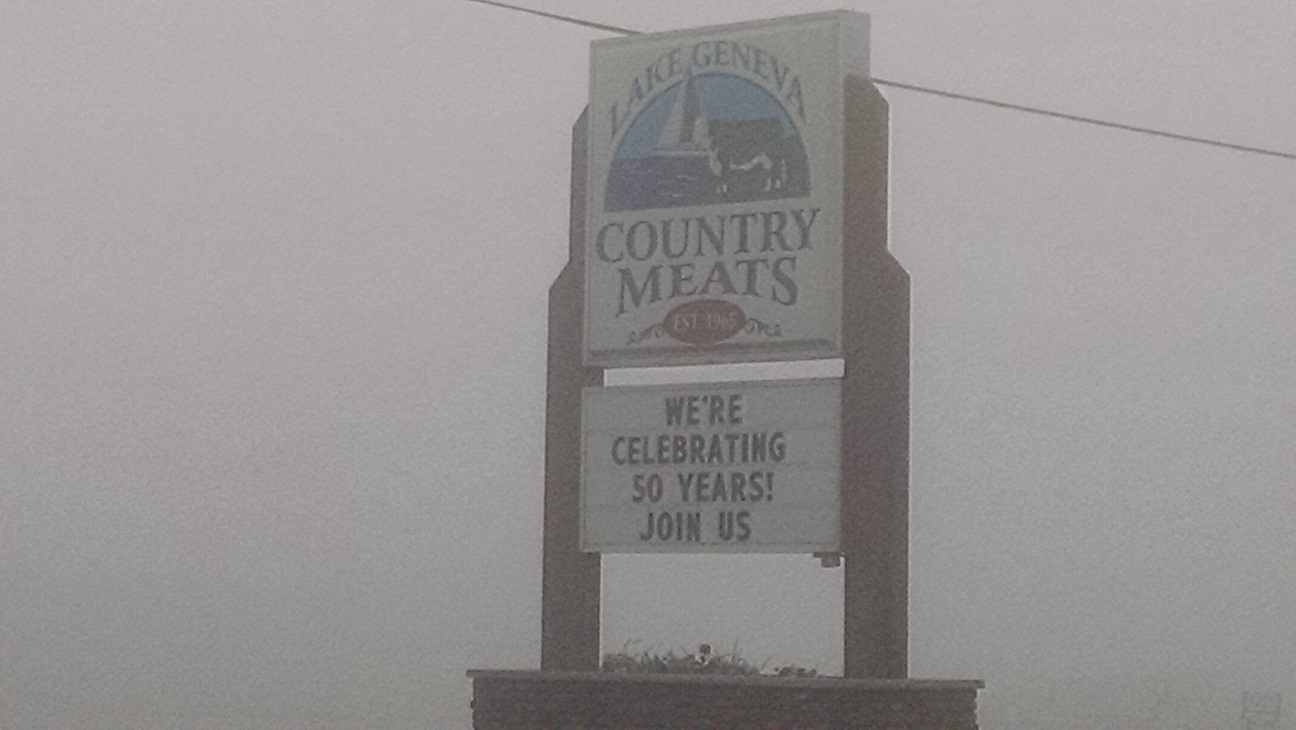 LAKE GENEVA
COUNTRY
MEATS
EST 1965
WE'RE
CELEBRATING
50 YEARS!
JOIN US